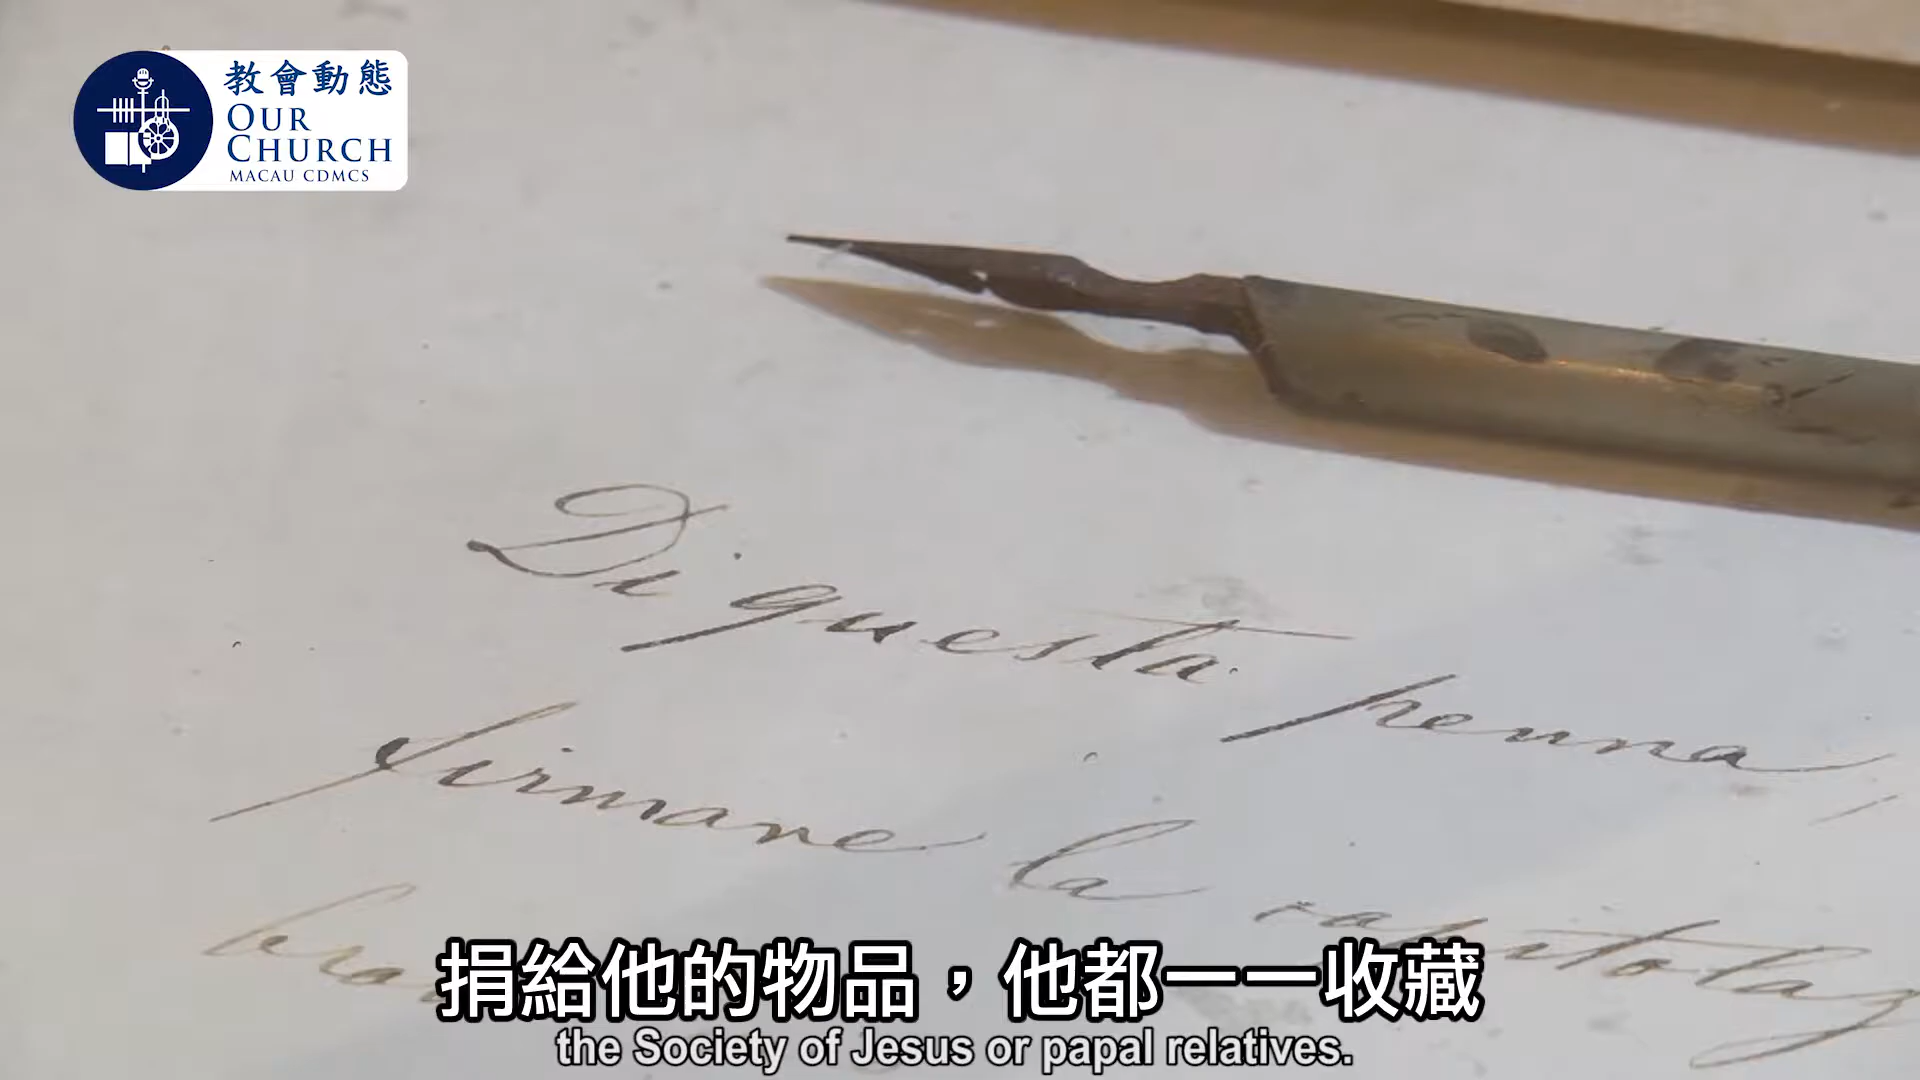 教會動態
OUR
CHURCH
MACAU CDMCS
Di questa penna
firmare la
捐給他的物品，他都一一收藏
the Society of Jesus or papal relatives.